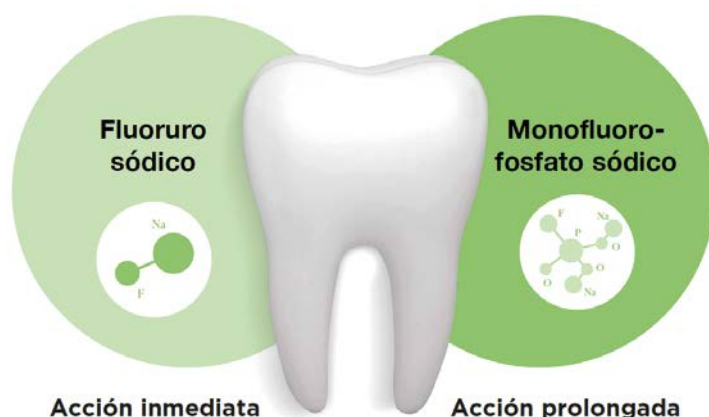 Fluoruro
sódico
Na
F
Monofluoro-
fosfato sódico
F
Na
P
O
O
O
Na
Acción inmediata
Acción prolongada